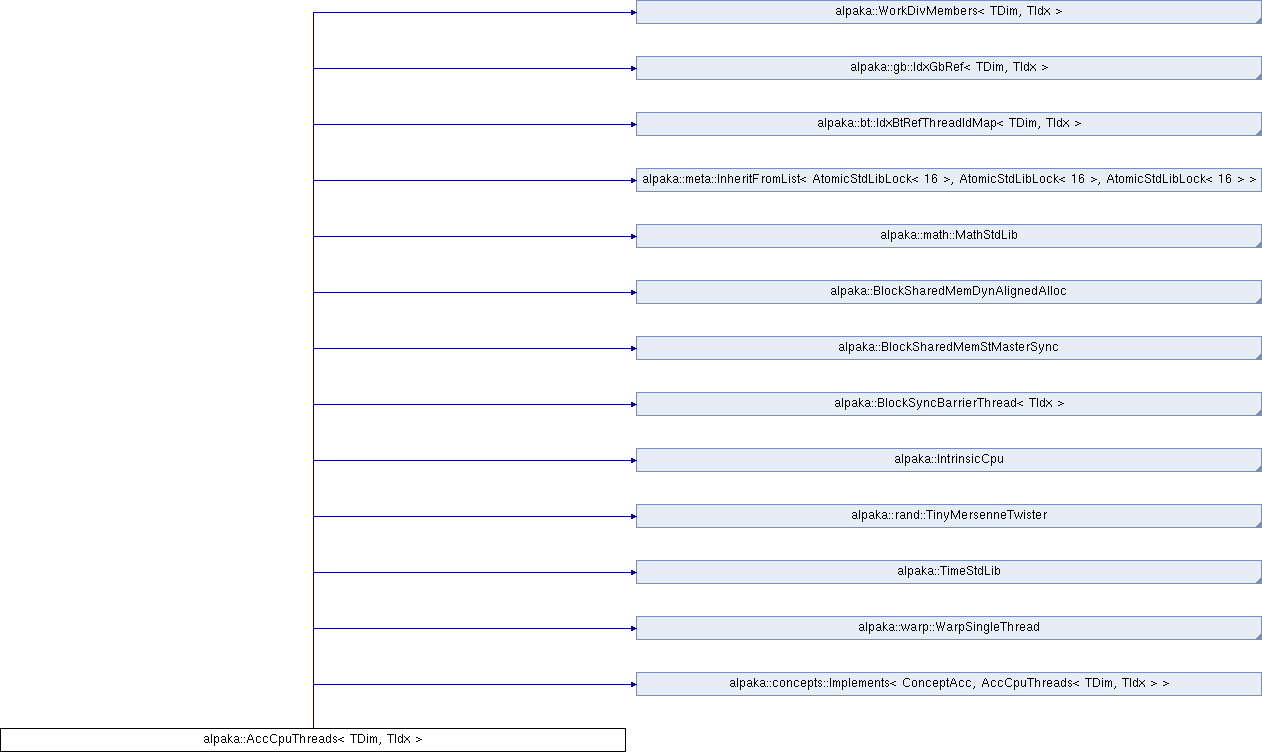 alpaka::WorkDivMembers< TDim, TIdx >
alpaka::gb::IdxGbRef< TDim, TIdx >
alpaka::bt::IdxBtRefThreadIdMap< TDim, TIdx >
alpaka::meta::InheritFromList< AtomicStdLibLock< 16 >, AtomicStdLibLock< 16 >, AtomicStdLibLock< 16 > >
alpaka::math::MathStdLib
alpaka::BlockSharedMemDynAlignedAlloc
alpaka::BlockSharedMemStMasterSync
alpaka::BlockSyncBarrierThread< TIdx >
alpaka::IntrinsicCpu
alpaka::rand::TinyMersenneTwister
alpaka::TimeStdLib
alpaka::warp::WarpSingleThread
alpaka::concepts::Implements< ConceptAcc, AccCpuThreads< TDim, TIdx > >
alpaka::AccCpuThreads< TDim, TIdx >